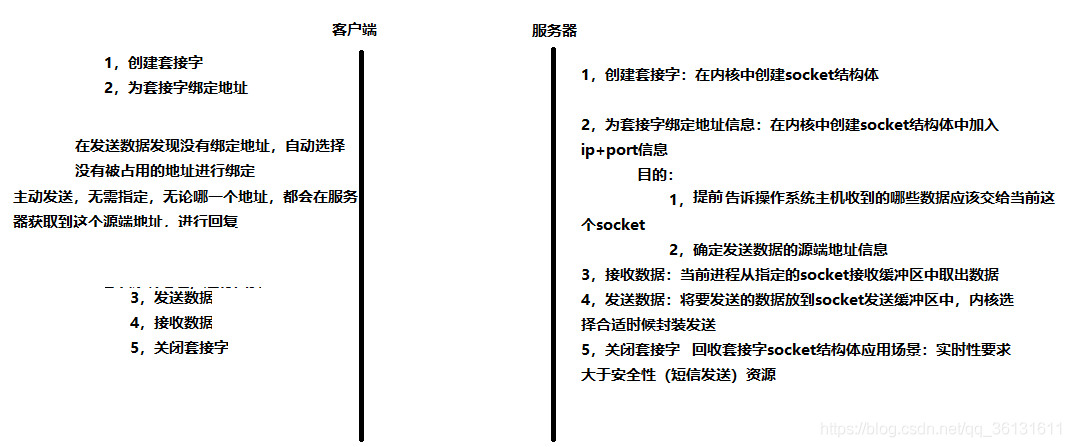 客户端
1，创建套接字
2，为套接字绑定地址
在发送数据发现没有绑定地址，自动选择
没有被占用的地址进行绑定
主动发送，无需指定，无论哪一个地址，都会在服务
器获取到这个源端地址，进行回复
3，发送数据
4，接收数据
5，关闭套接字
服务器
1，创建套接字：在内核中创建socket结构体
2，为套接字绑定地址信息：在内核中创建socket结构体中加入
ip+port信息
目的：
1，提前告诉操作系统主机收到的哪些数据应该交给当前这
个socket
2，确定发送数据的源端地址信息
3，接收数据：当前进程从指定的socket接收缓冲区中取出数据
4，发送数据：将要发送的数据放到socket发送缓冲区中，内核选
择合适时候封装发送
5，关闭套接字 回收套接字socket结构体应用场景：实时性要求
大于安全性（短信发送）资源
https://blog.csdn.net/qq_36131611